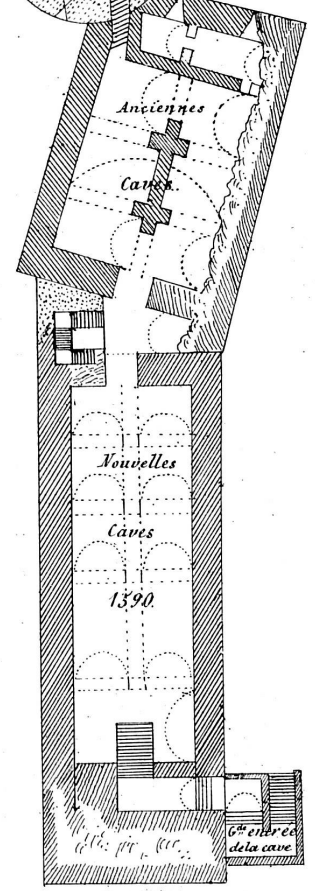 Anciennes
Caves.
Nouvelles
Caves
1390.
Gde entrée
de la cave